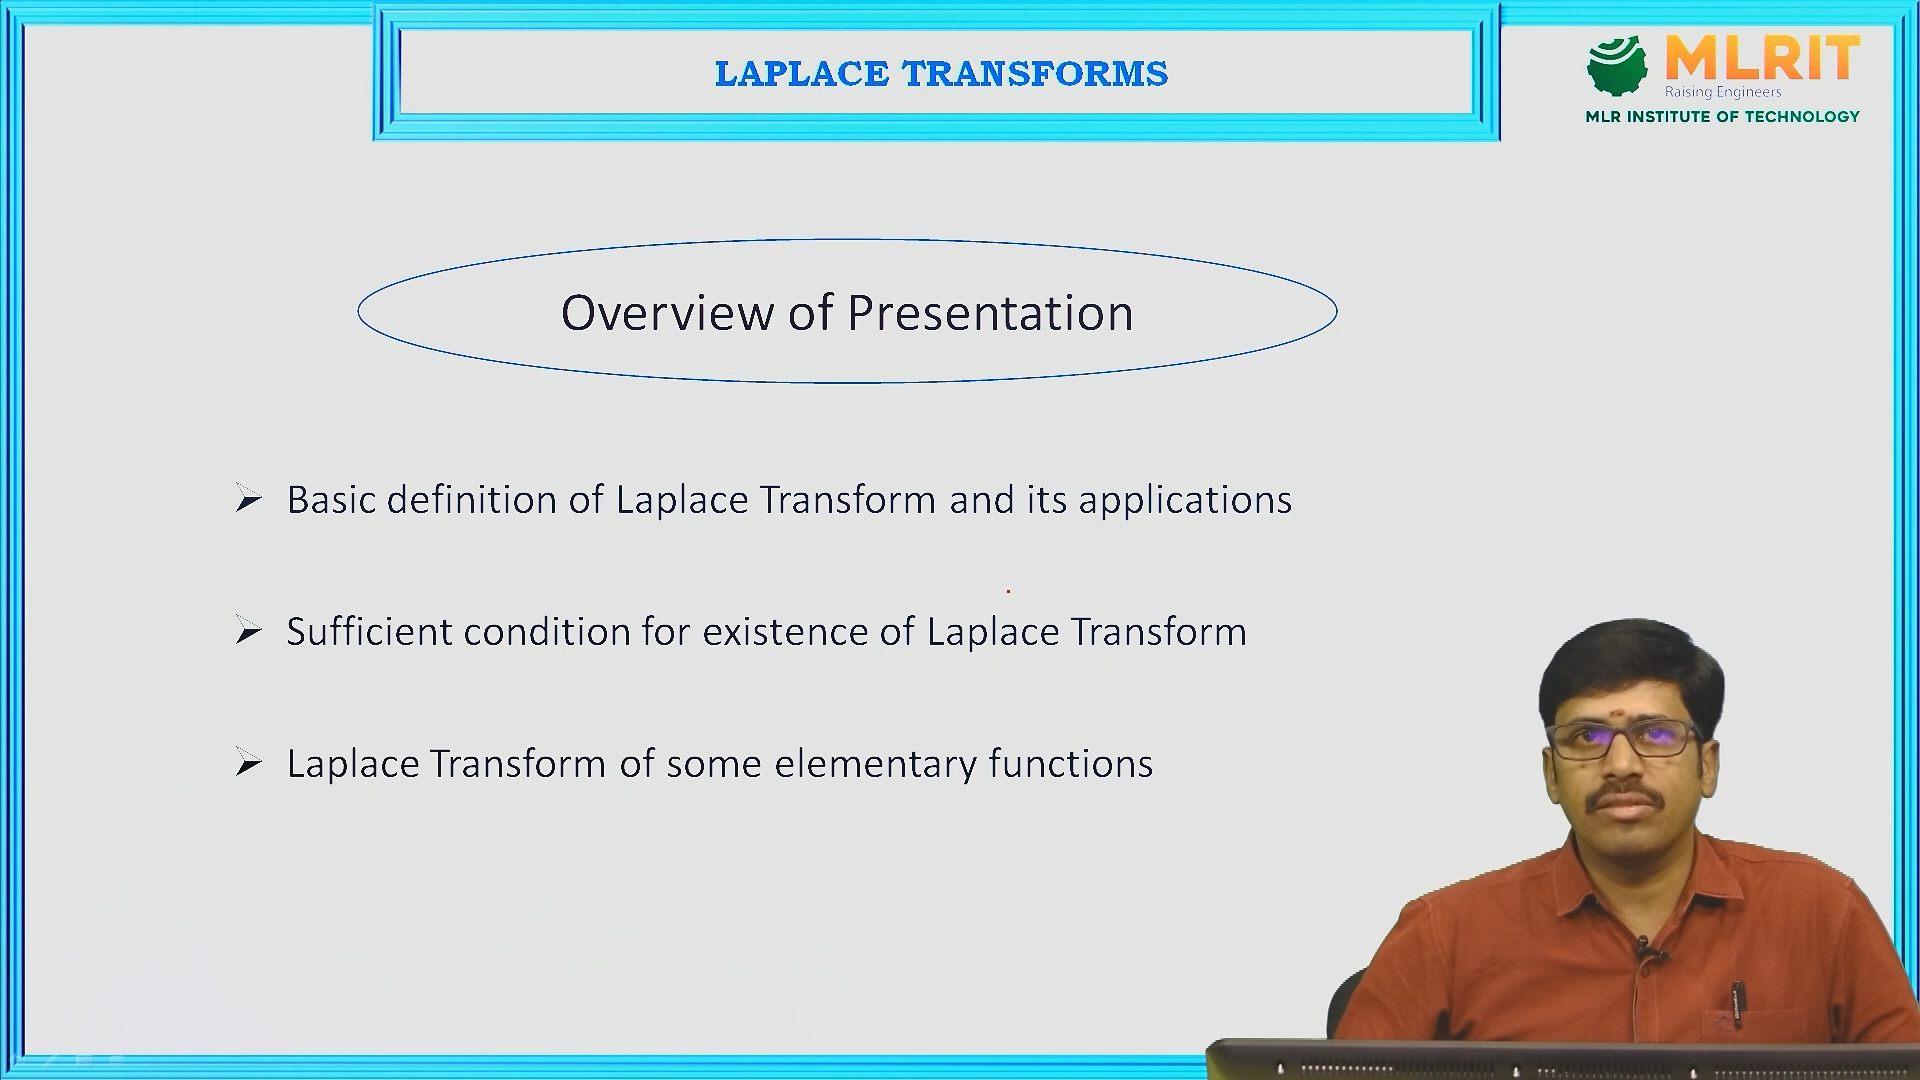 LAPLACE TRANSFORMS
MLRIT
Raising Engineers
MLR INSTITUTE OF TECHNOLOGY
Overview of Presentation
Basic definition of Laplace Transform and its applications
Sufficient condition for existence of Laplace Transform
Laplace Transform of some elementary functions